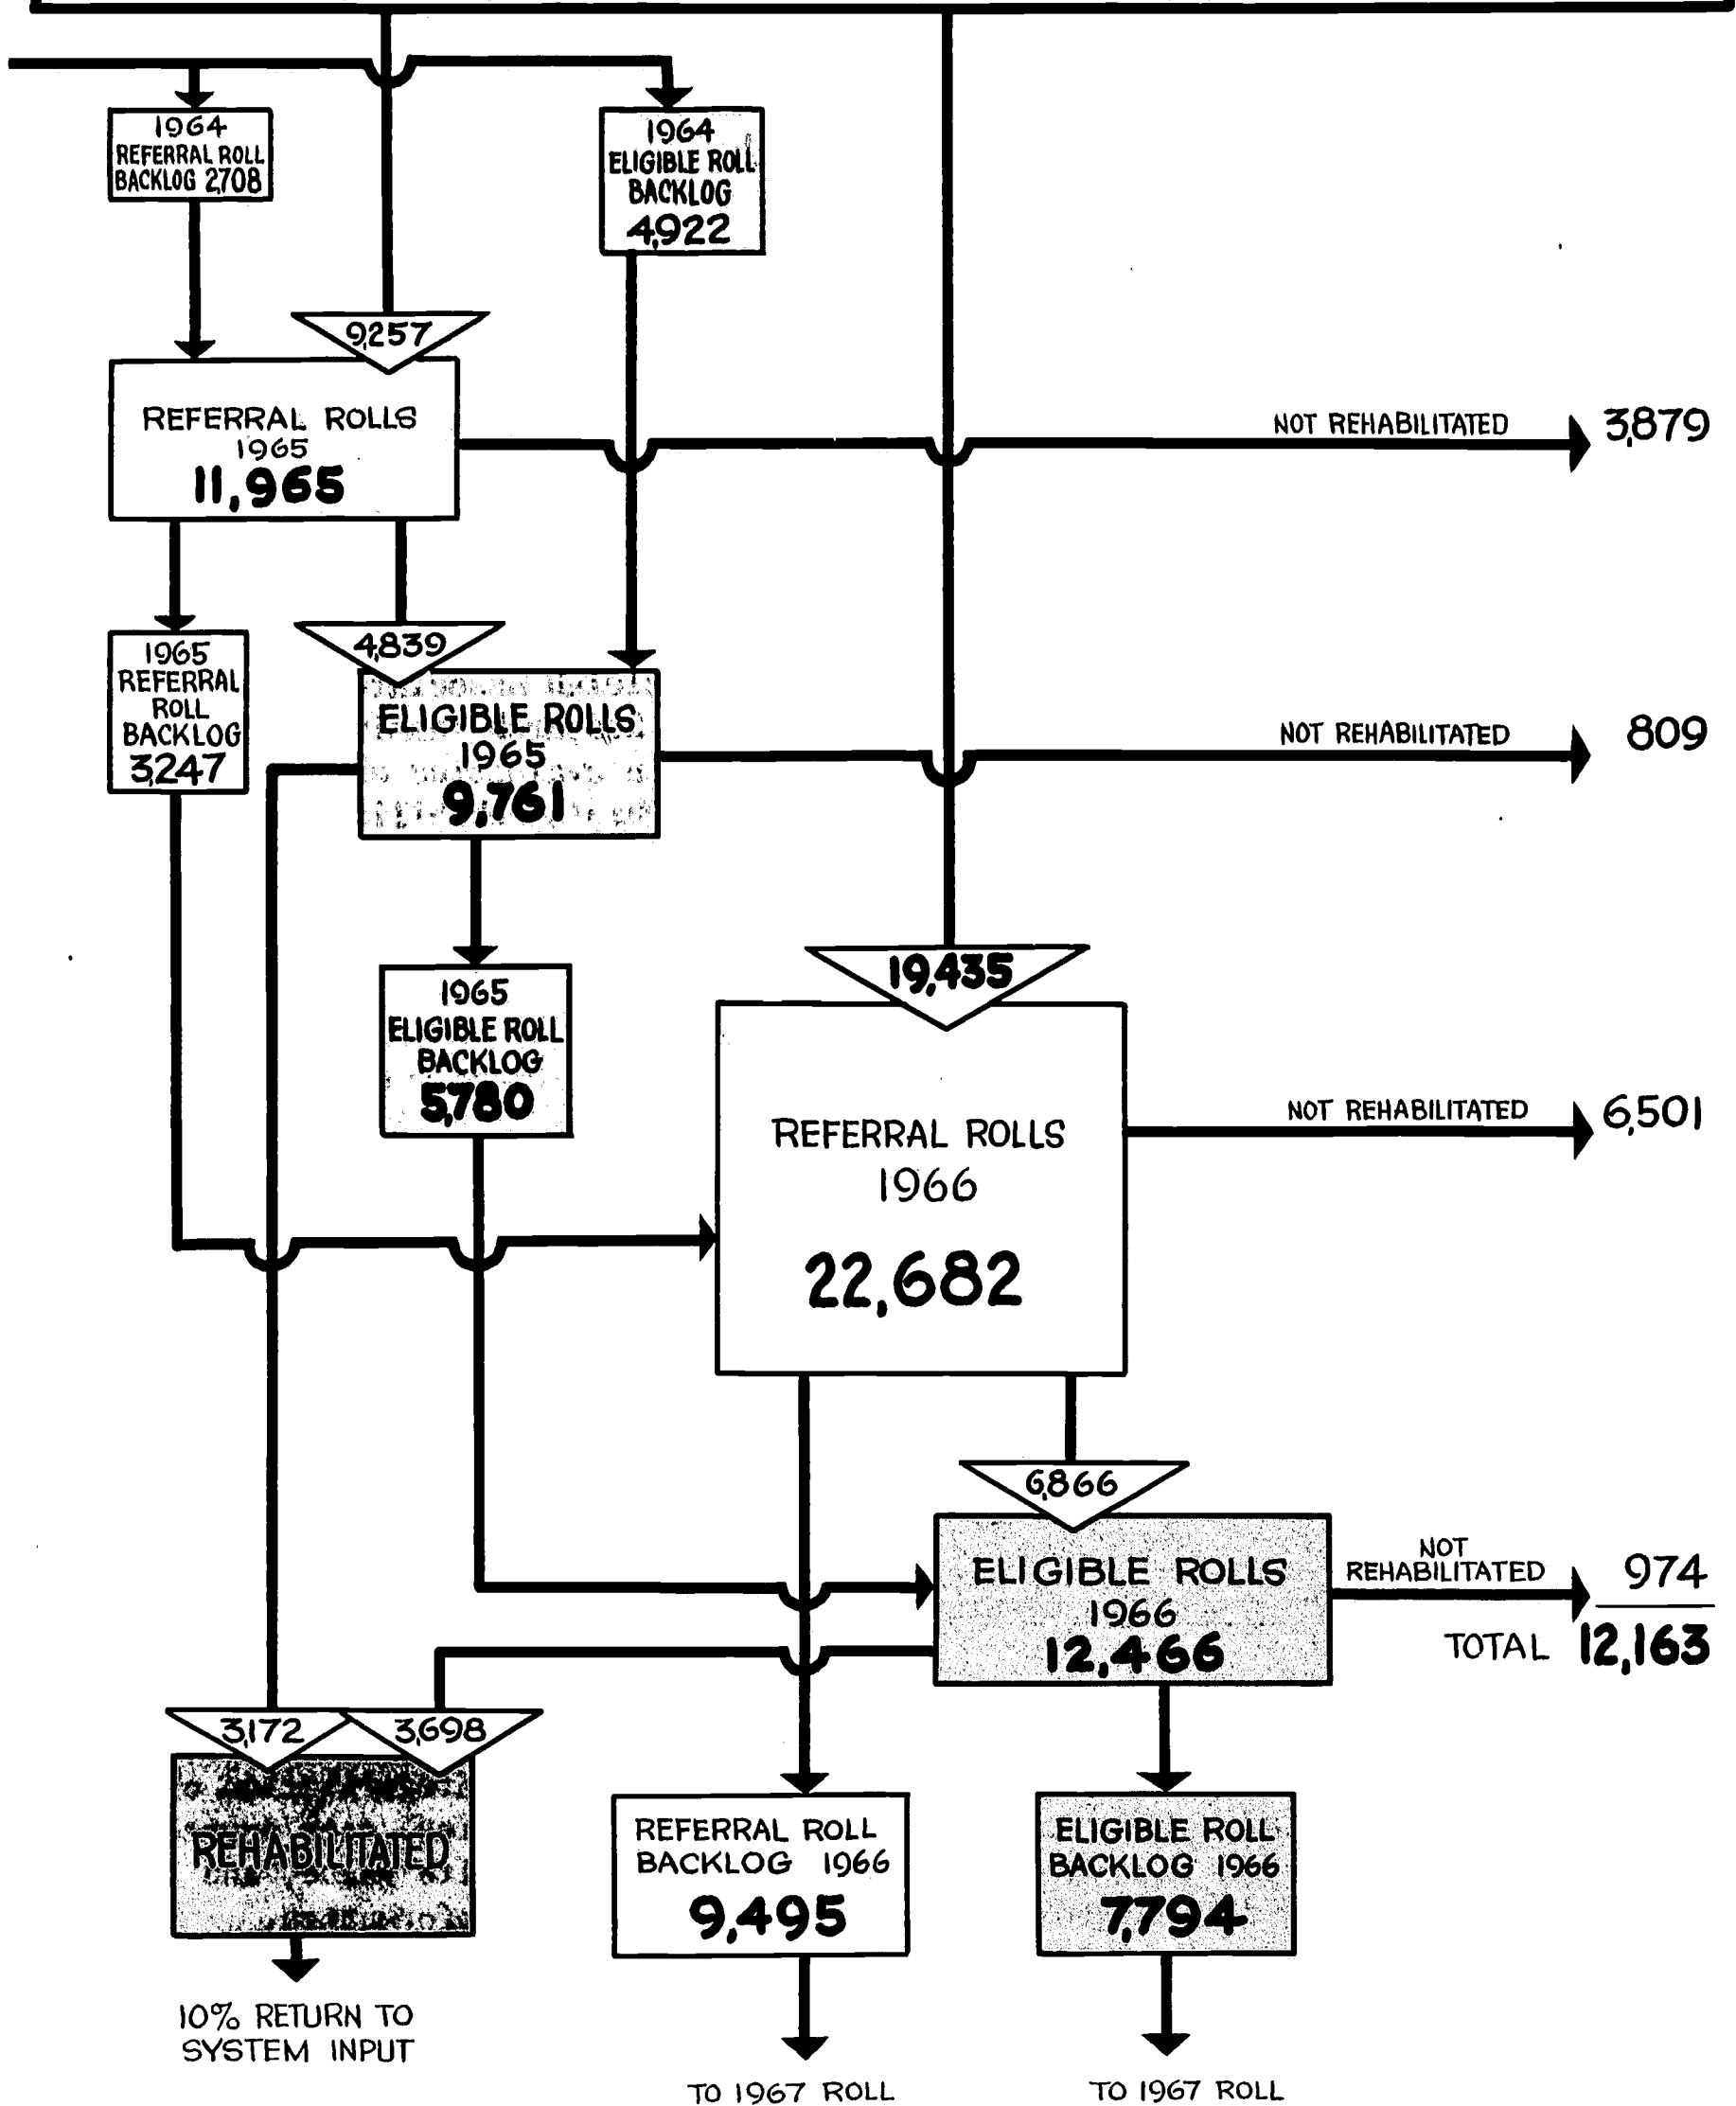 1964
REFERRAL ROLL
BACKLOG 2,708
1964
ELIGIBLE ROLL
BACKLOG
4,922
9,257
REFERRAL ROLLS
1965
11,965
NOT REHABILITATED
3,879
4,839
1965
REFERRAL
ROLL
BACKLOG
3,247
ELIGIBLE ROLLS
1965
9,761
NOT REHABILITATED
809
1965
ELIGIBLE ROLL
BACKLOG
5,780
19,435
REFERRAL ROLLS
1966
22,682
NOT REHABILITATED
6,501
6,866
ELIGIBLE ROLLS
1966
12,466
NOT
REHABILITATED
974
TOTAL 12,163
3,172
3,698
REHABILITATED
REFERRAL ROLL
BACKLOG 1966
9,495
ELIGIBLE ROLL
BACKLOG 1966
7,794
10% RETURN TO
SYSTEM INPUT
TO 1967 ROLL
TO 1967 ROLL